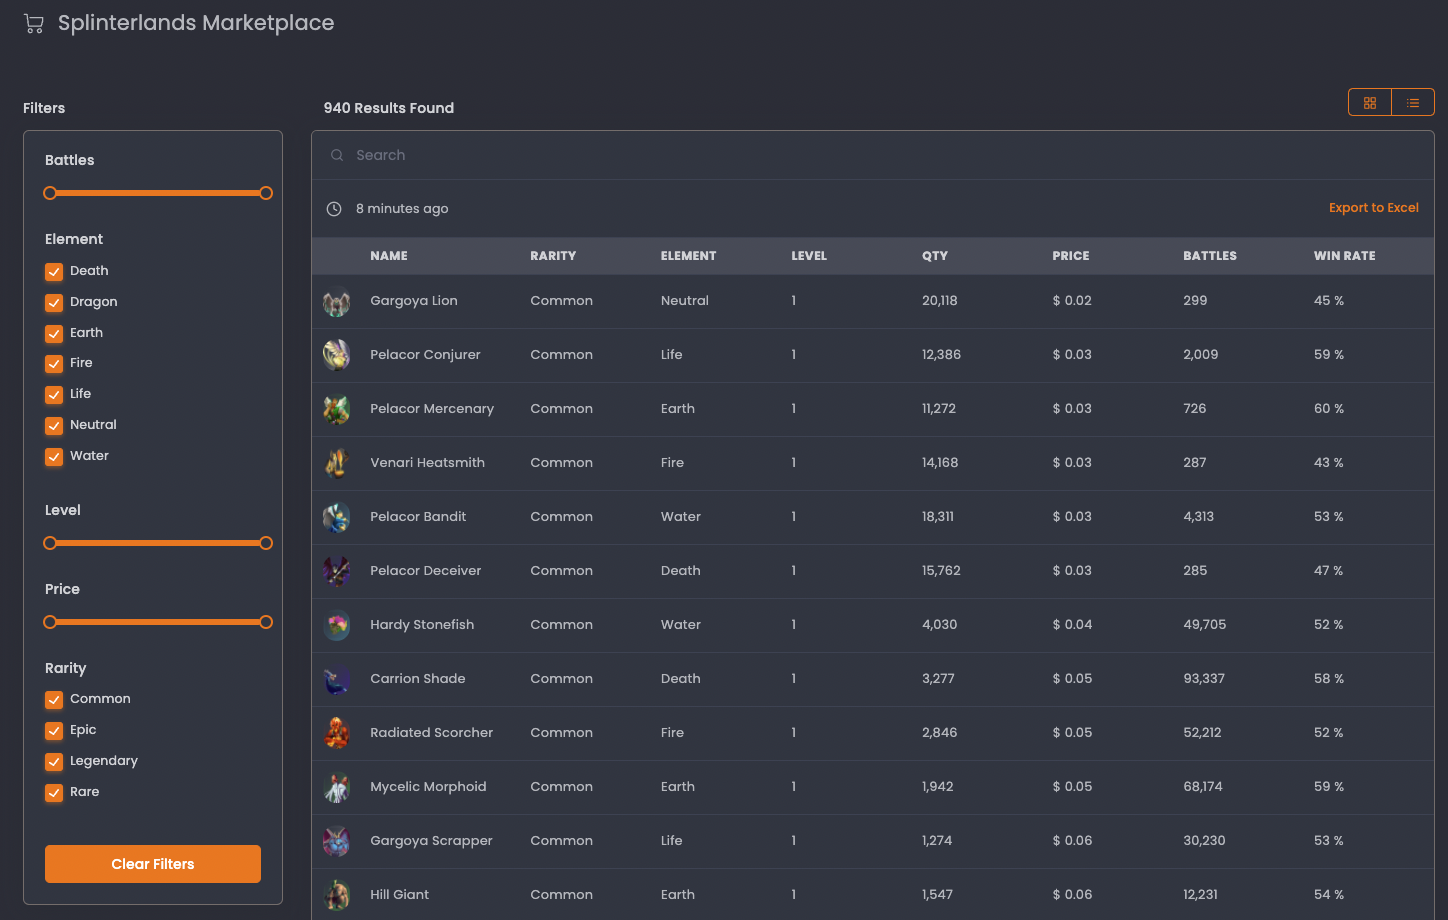 Splinterlands Marketplace
Filters
Battles
Element
Death
Dragon
Earth
Fire
Life
Neutral
Water
Level
Price
Rarity
Common
Epic
Legendary
Rare
Clear Filters
940 Results Found
Search
8 minutes ago Export to Excel
NAME RARITY ELEMENT LEVEL QTY PRICE BATTLES WIN RATE
Gargoya Lion Common Neutral 1 20,118 $ 0.02 299 45 %
Pelacor Conjurer Common Life 1 12,386 $ 0.03 2,009 59 %
Pelacor Mercenary Common Earth 1 11,272 $ 0.03 726 60 %
Venari Heatsmith Common Fire 1 14,168 $ 0.03 287 43 %
Pelacor Bandit Common Water 1 18,311 $ 0.03 4,313 53 %
Pelacor Deceiver Common Death 1 15,762 $ 0.03 285 47 %
Hardy Stonefish Common Water 1 4,030 $ 0.04 49,705 52 %
Carrion Shade Common Death 1 3,277 $ 0.05 93,337 58 %
Radiated Scorcher Common Fire 1 2,846 $ 0.05 52,212 52 %
Mycelic Morphoid Common Earth 1 1,942 $ 0.05 68,174 59 %
Gargoya Scrapper Common Life 1 1,274 $ 0.06 30,230 53 %
Hill Giant Common Earth 1 1,547 $ 0.06 12,231 54 %